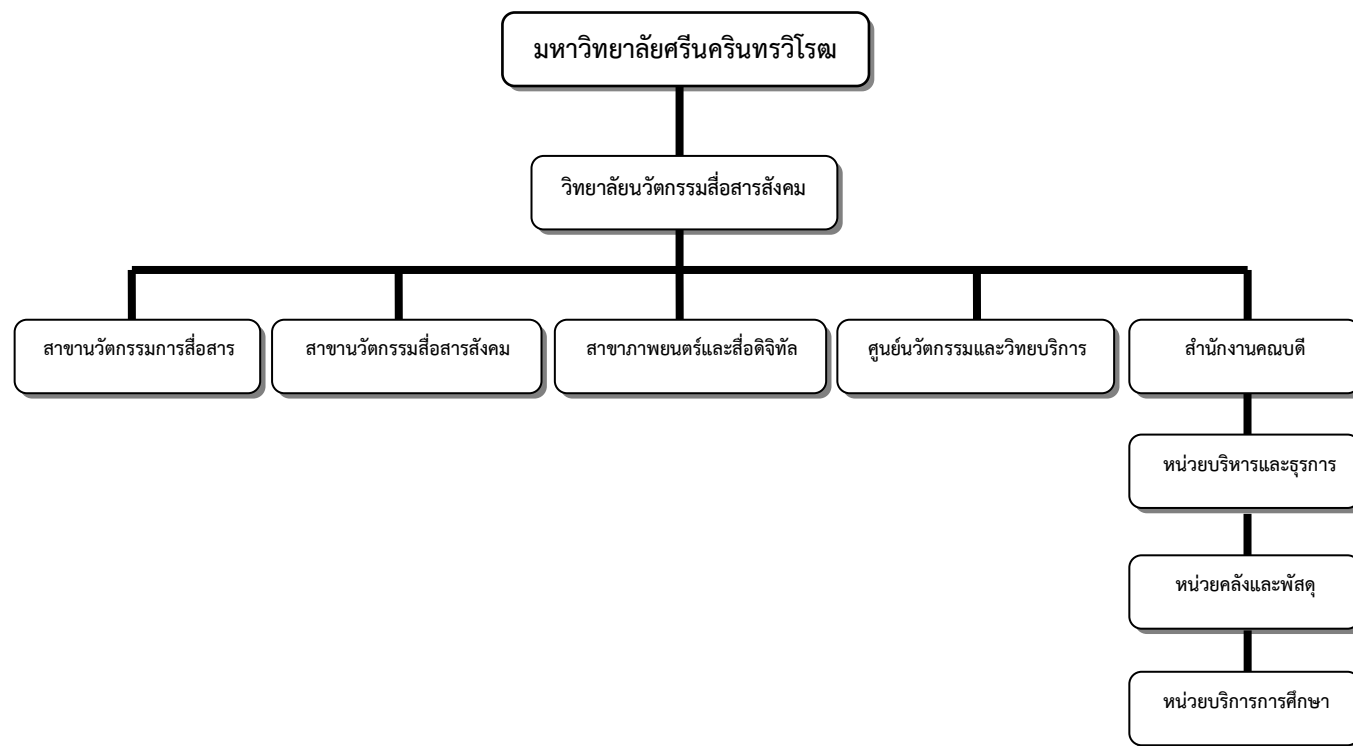 มหาวิทยาลัยศรีนครินทรวิโรฒ
วิทยาลัยนวัตกรรมสื่อสารสังคม
สาขานวัตกรรมการสื่อสาร
สาขานวัตกรรมสื่อสารสังคม
สาขาภาพยนตร์และสื่อดิจิทัล
ศูนย์นวัตกรรมและวิทยบริการ
สำนักงานคณบดี
หน่วยบริหารและธุรการ
หน่วยคลังและพัสดุ
หน่วยบริการการศึกษา